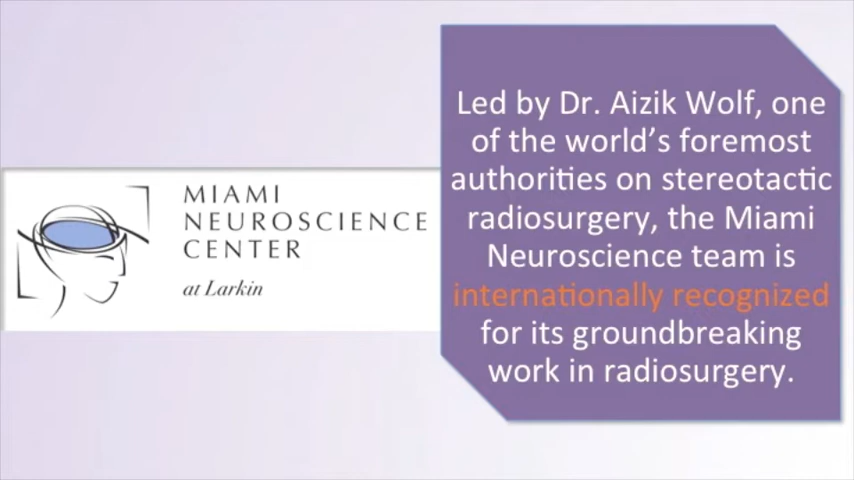 MIAMI
NEUROSCIENCE
CENTER
at Larkin
Led by Dr. Aizik Wolf, one
of the world’s foremost
authorities on stereotactic
radiosurgery, the Miami
Neuroscience team is
internationally recognized
for its groundbreaking
work in radiosurgery.